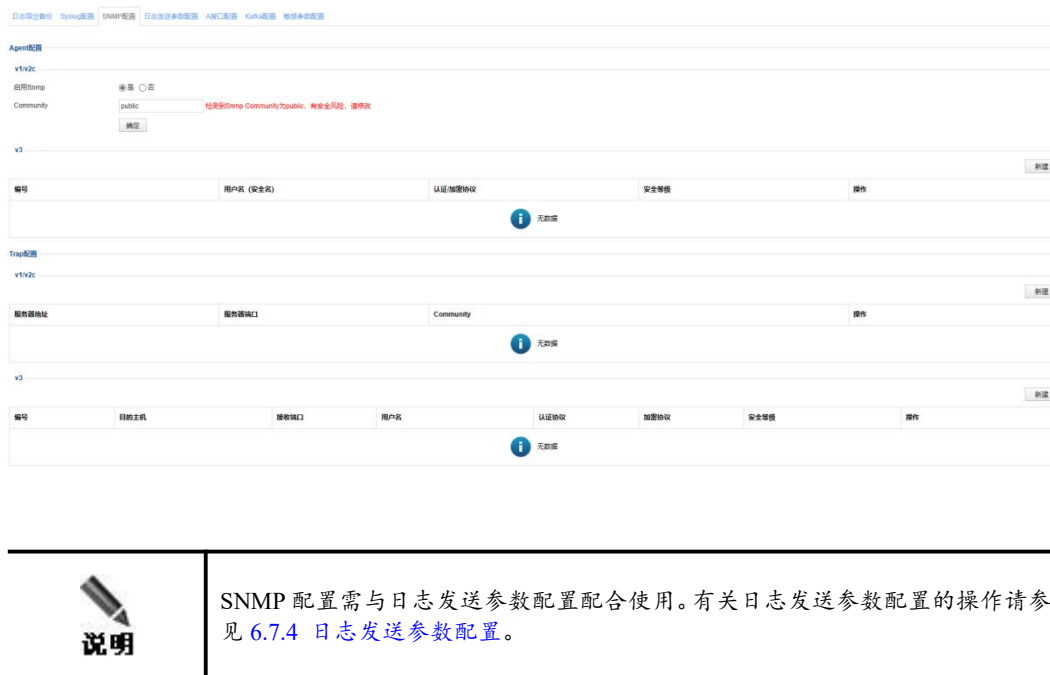 日志导出备份 Syslog配置 SNMP配置 日志发送参数配置 A接口配置 Kafka配置 敏感参数配置
Agent配置
v1/v2c
启用Snmp 是 否
Community public 检测到Snmp Community为public，有安全风险，请修改
确定
v3
新建
编号 用户名（安全名） 认证/加密协议 安全等级 操作
无数据
Trap配置
v1/v2c
新建
服务器地址 服务器端口 Community 操作
无数据
v3
新建
编号 目的主机 接收端口 用户名 认证协议 加密协议 安全等级 操作
无数据
说明
SNMP 配置需与日志发送参数配置配合使用。有关日志发送参数配置的操作请参
见 6.7.4 日志发送参数配置。